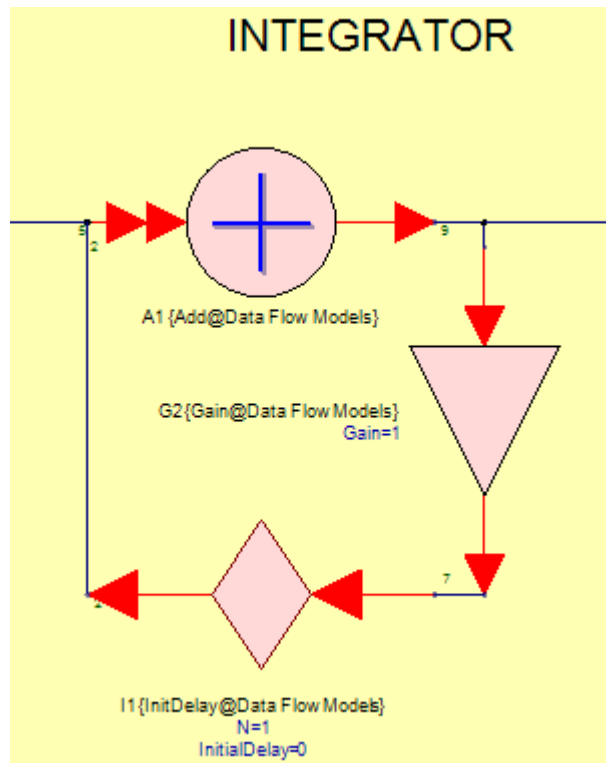 INTEGRATOR
5
2
9
A1 {Add@Data Flow Models}
G2{Gain@Data Flow Models}
Gain=1
7
I1{InitDelay@Data Flow Models}
N=1
InitialDelay=0